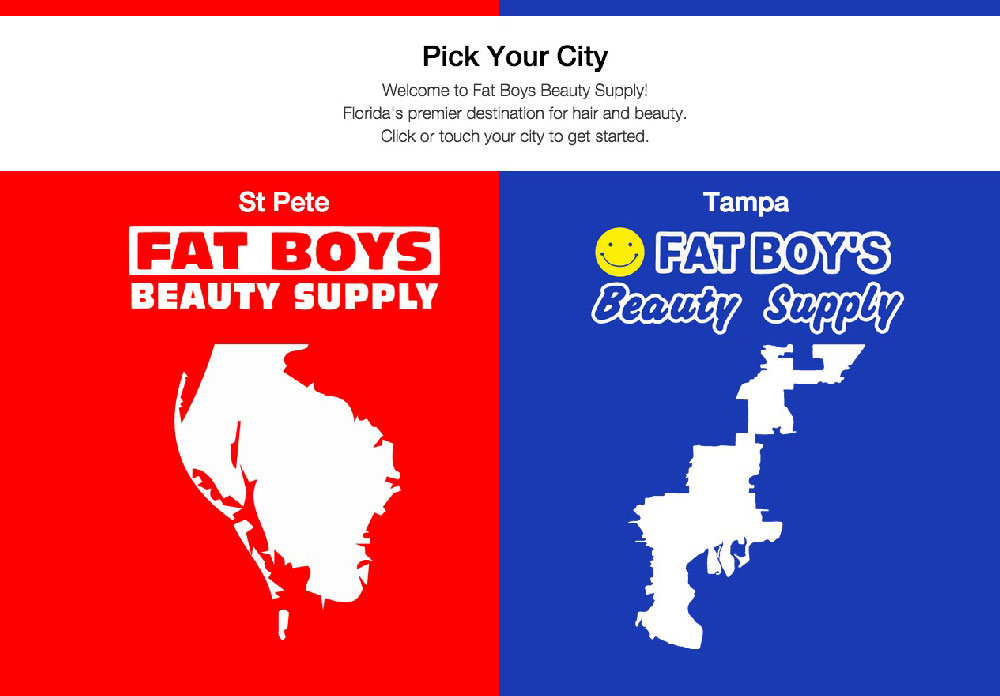 Pick Your City
Welcome to Fat Boys Beauty Supply!
Florida's premier destination for hair and beauty.
Click or touch your city to get started.
St Pete
FAT BOYS
BEAUTY SUPPLY
Tampa
FAT BOY'S
Beauty Supply